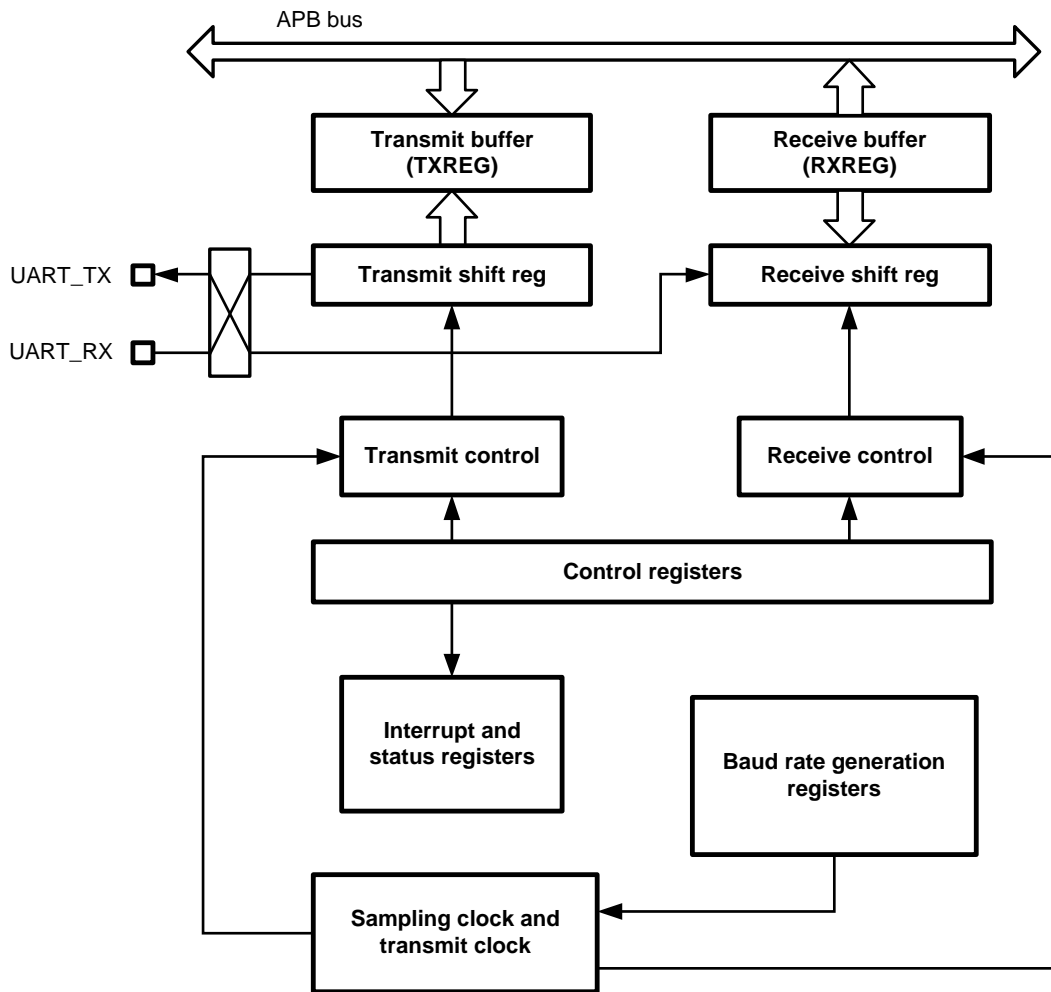 APB bus
Transmit buffer
(TXREG)
Receive buffer
(RXREG)
UART_TX
Transmit shift reg
Receive shift reg
UART_RX
Transmit control
Receive control
Control registers
Interrupt and
status registers
Baud rate generation
registers
Sampling clock and
transmit clock